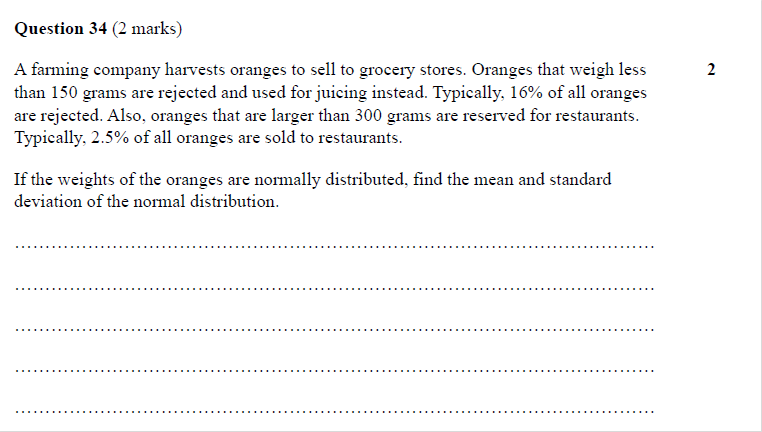 Question 34 (2 marks)
A farming company harvests oranges to sell to grocery stores. Oranges that weigh less 2
than 150 grams are rejected and used for juicing instead. Typically, 16% of all oranges
are rejected. Also, oranges that are larger than 300 grams are reserved for restaurants.
Typically, 2.5% of all oranges are sold to restaurants.
If the weights of the oranges are normally distributed, find the mean and standard
deviation of the normal distribution.